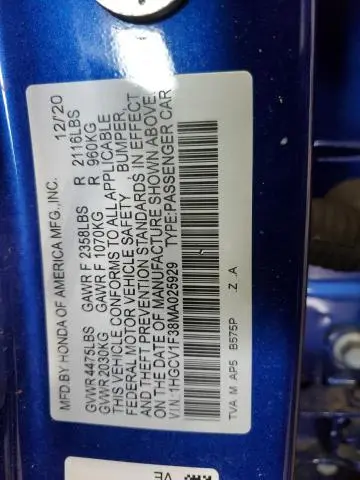 MFD BY HONDA OF AMERICA MFG., INC. 12/20
GVWR 4475LBS GAWR F 2358LBS R 2116LBS
GVWR 2030KG GAWR F 1070KG R 960KG
THIS VEHICLE CONFORMS TO ALL APPLICABLE
FEDERAL MOTOR VEHICLE SAFETY, BUMPER,
AND THEFT PREVENTION STANDARDS IN EFFECT
ON THE DATE OF MANUFACTURE SHOWN ABOVE.
V.I.N.: 1HGCV1F38MA025929 TYPE:PASSENGER CAR
TVA M AP5 B575P Z .A
VE